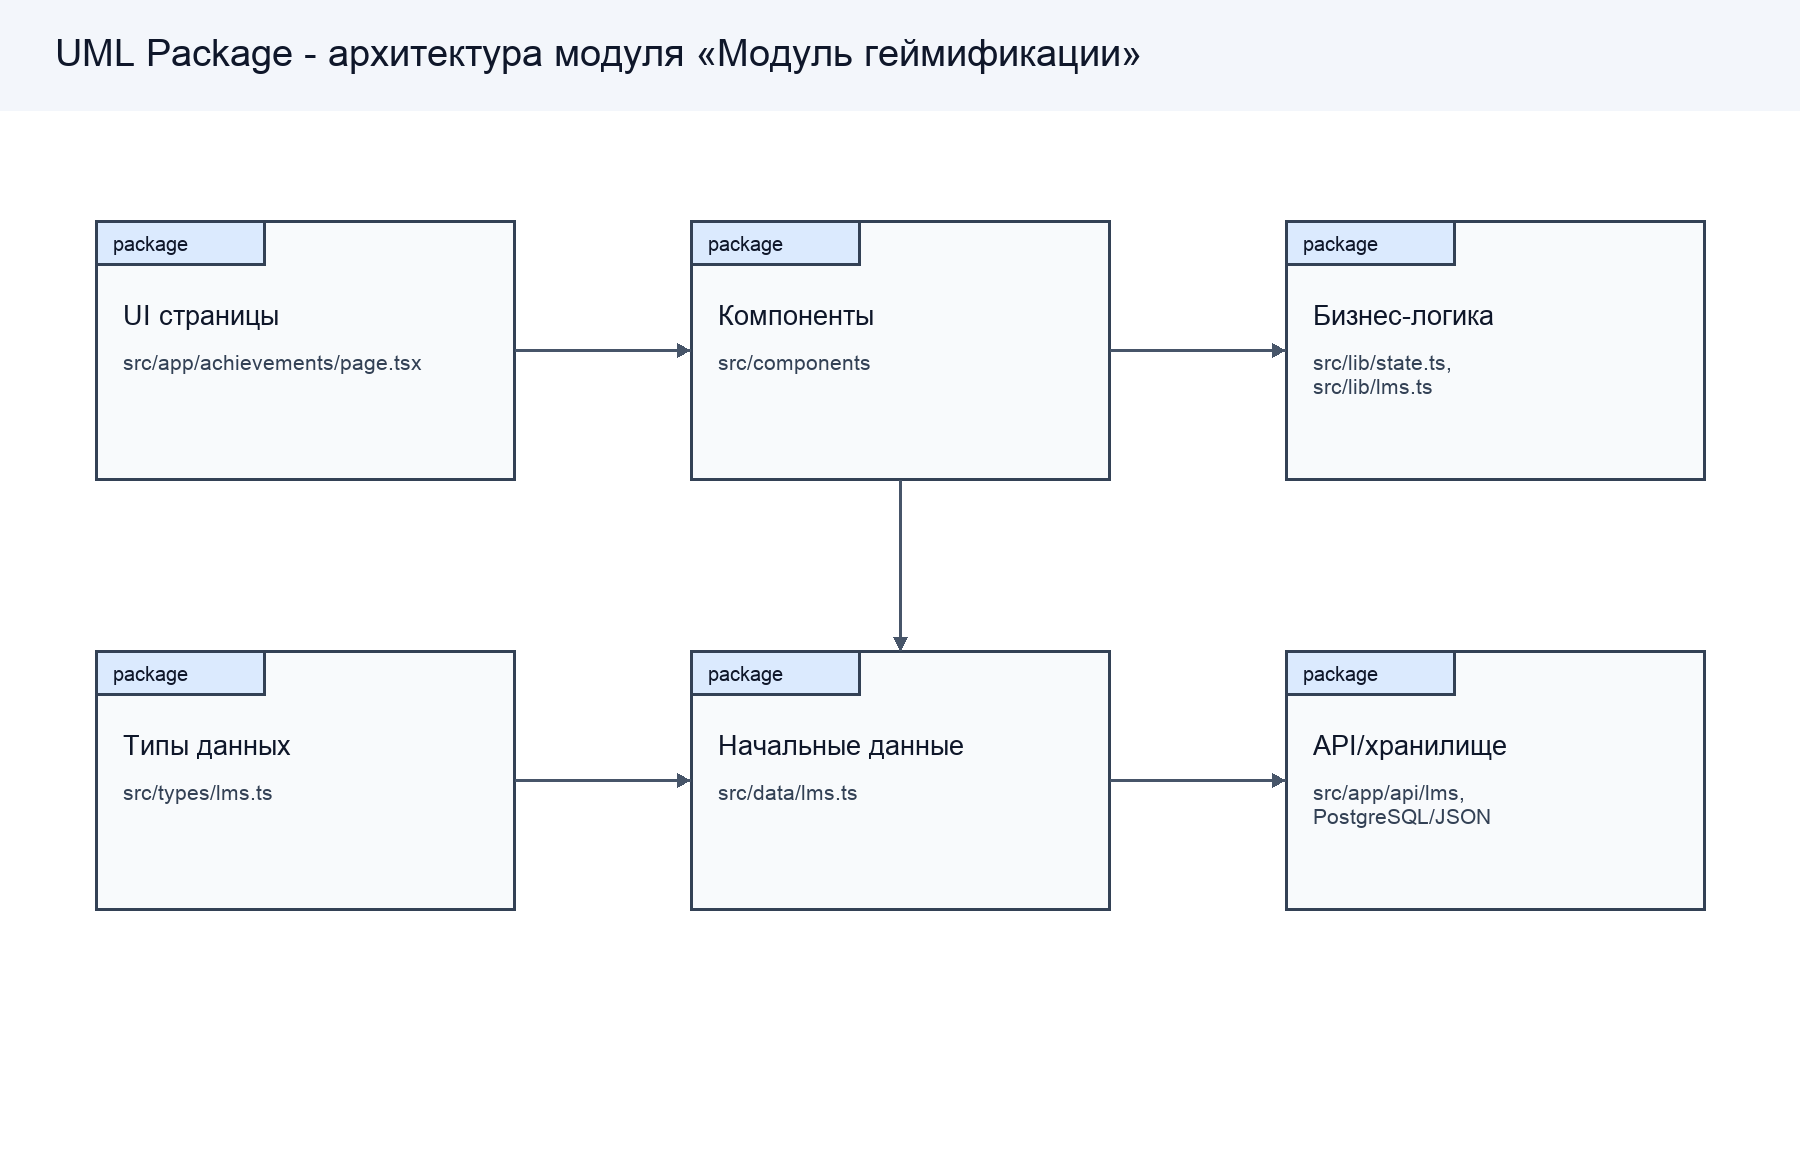 UML Package - архитектура модуля «Модуль геймификации»
package
UI страницы
src/app/achievements/page.tsx
package
Компоненты
src/components
package
Бизнес-логика
src/lib/state.ts,
src/lib/lms.ts
package
Типы данных
src/types/lms.ts
package
Начальные данные
src/data/lms.ts
package
API/хранилище
src/app/api/lms,
PostgreSQL/JSON